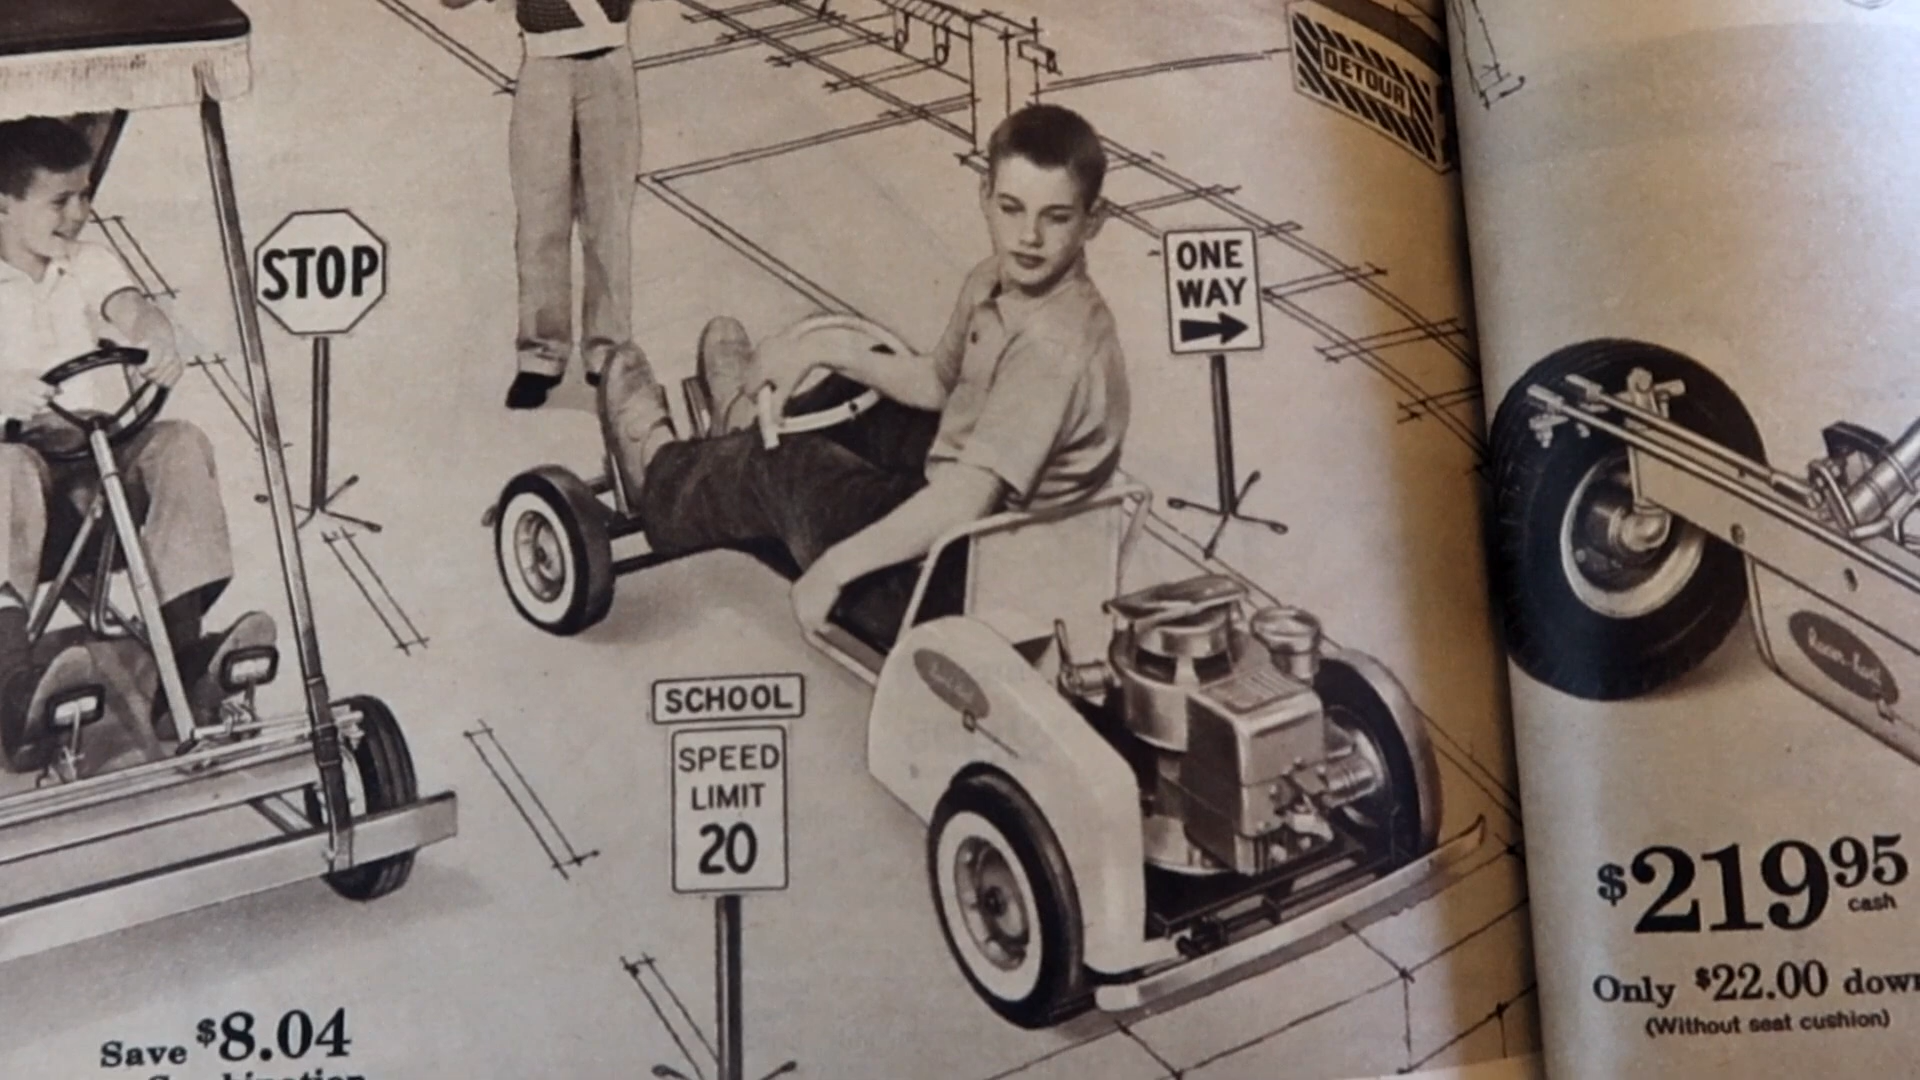 DETOUR
STOP
ONE
WAY
SCHOOL
SPEED
LIMIT
20
Save $8.04
$219.95
cash
Only $22.00 down
(Without seat cushion)